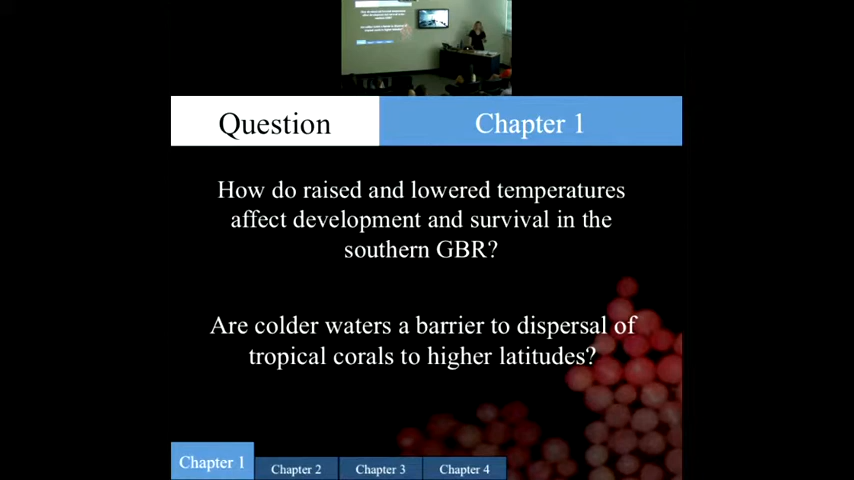 Question
Chapter 1
How do raised and lowered temperatures
affect development and survival in the
southern GBR?
Are colder waters a barrier to dispersal of
tropical corals to higher latitudes?
Chapter 1
Chapter 2
Chapter 3
Chapter 4